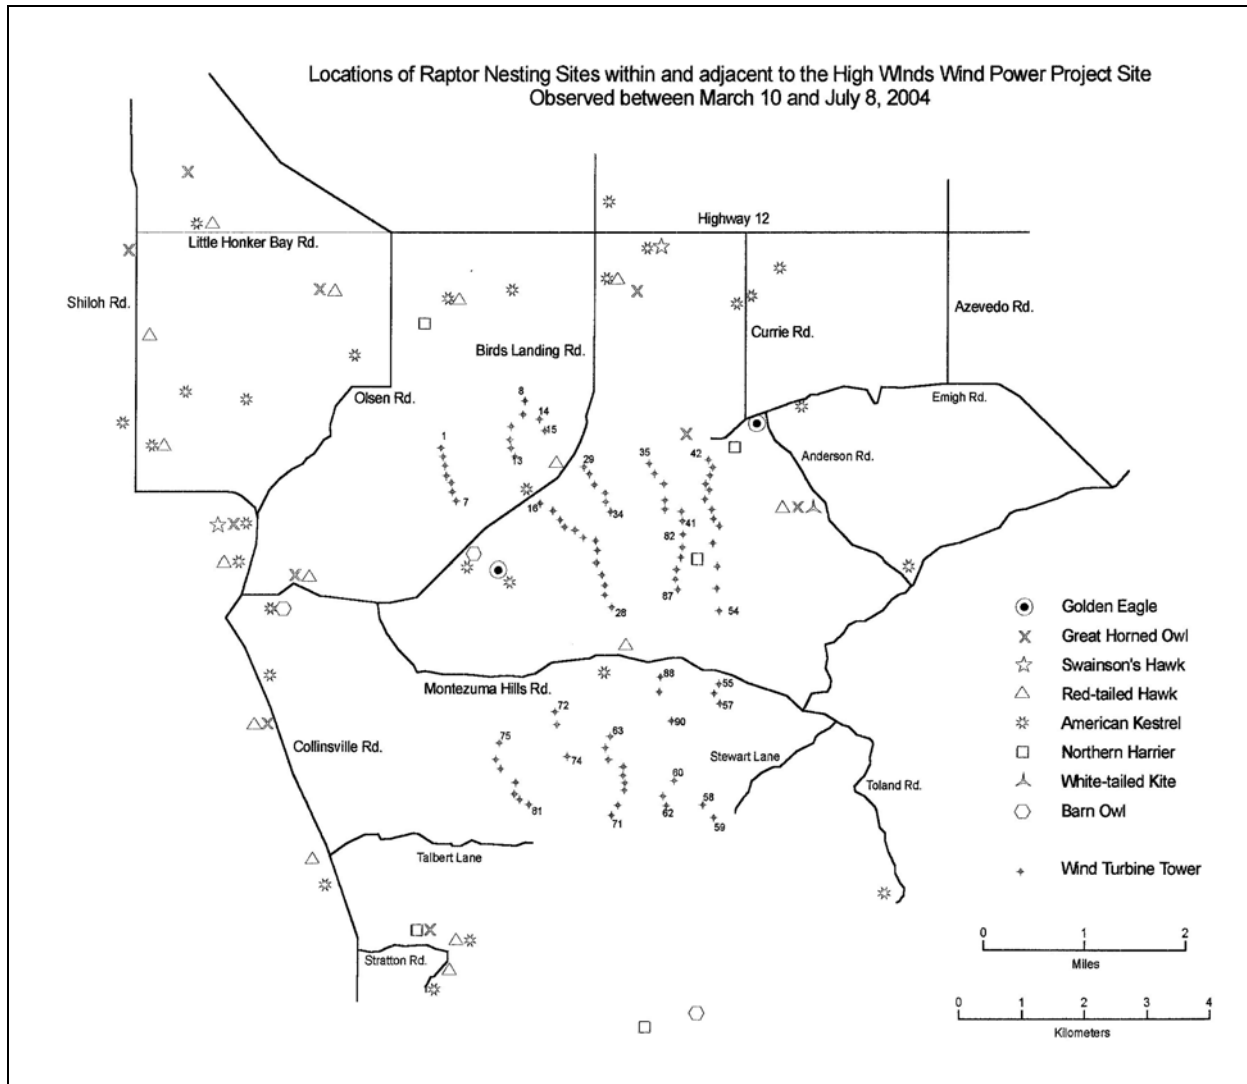 Locations of Raptor Nesting Sites within and adjacent to the High Winds Wind Power Project Site
Observed between March 10 and July 8, 2004
Highway 12
Little Honker Bay Rd.
Shiloh Rd.
Azevedo Rd.
Currie Rd.
Birds Landing Rd.
Olsen Rd.
Emigh Rd.
8
14
15
1
13
29
35
42
Anderson Rd.
7
16
34
41
82
87
54
28
Golden Eagle
Great Horned Owl
Swainson's Hawk
Red-tailed Hawk
American Kestrel
Northern Harrier
White-tailed Kite
Barn Owl
Wind Turbine Tower
Montezuma Hills Rd.
88
55
57
72
90
Collinsville Rd.
75
63
74
Stewart Lane
60
Toland Rd.
81
62
58
71
59
Talbert Lane
Stratton Rd.
0 1 2
Miles
0 1 2 3 4
Kilometers